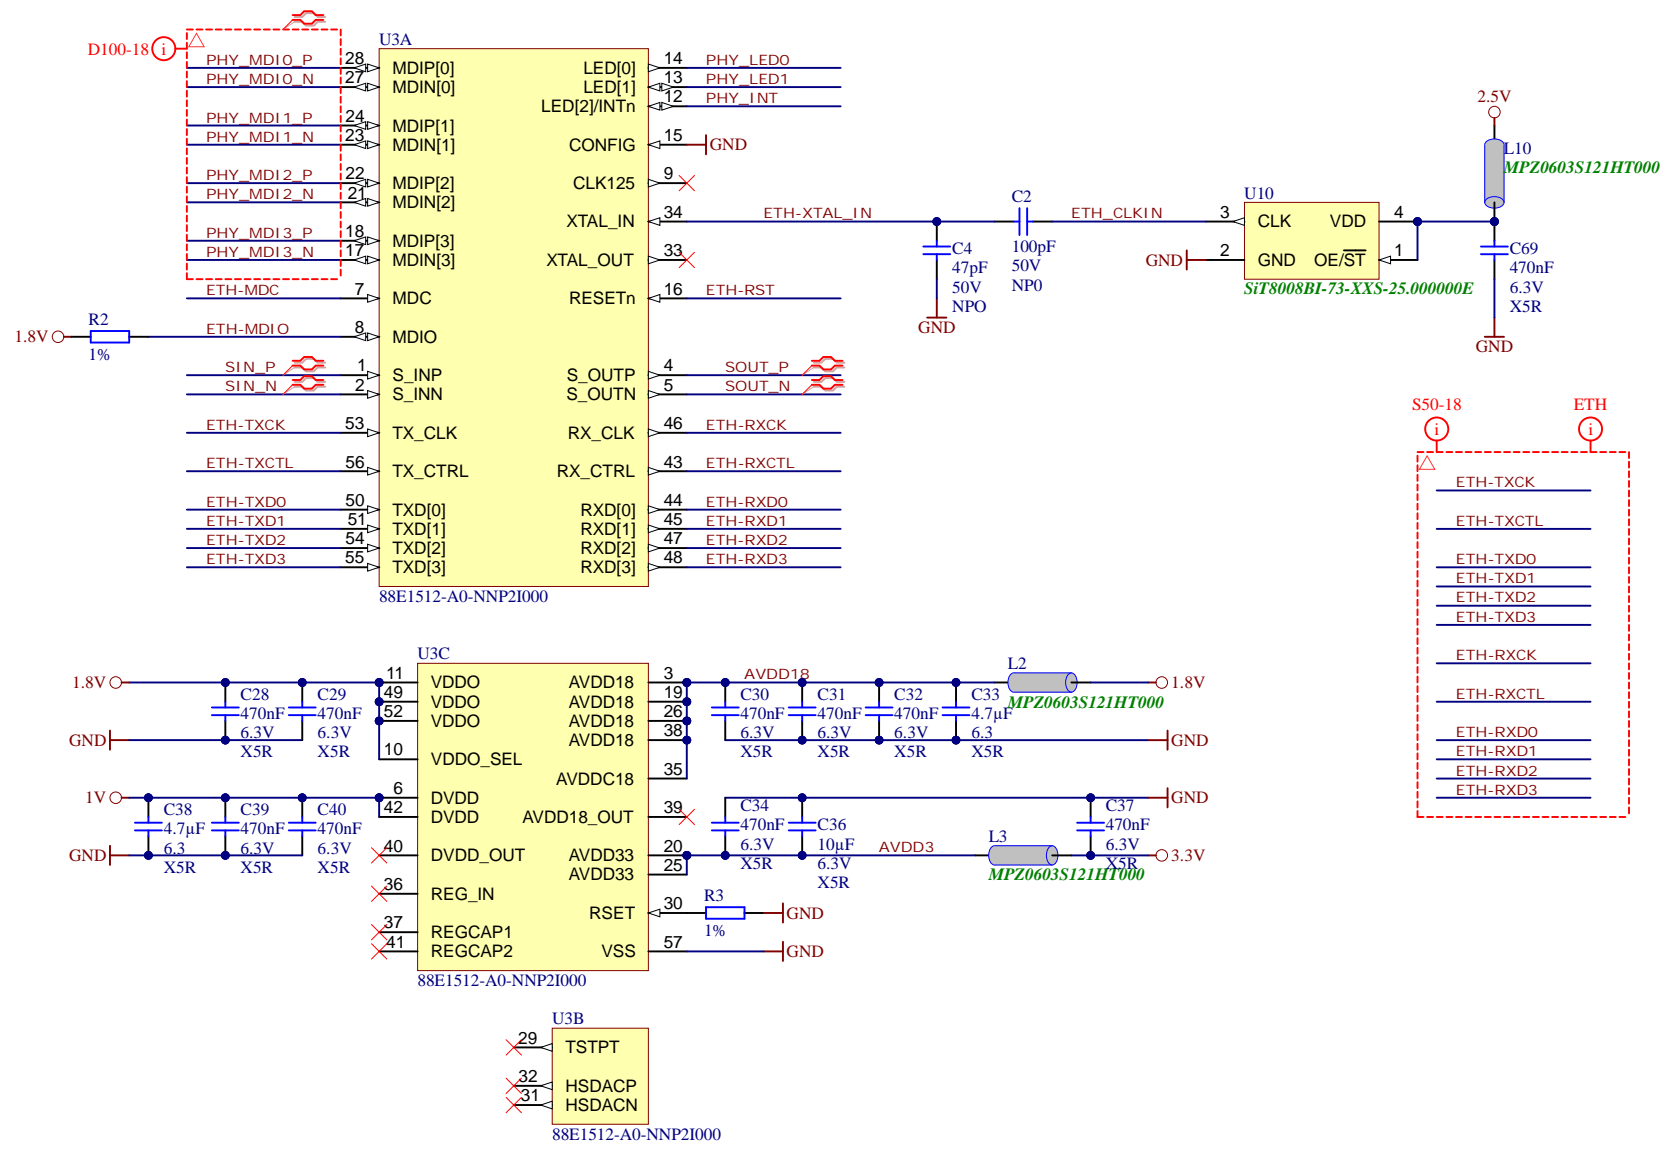 D100-18 i
U3A
PHY_MDI0_P 28 MDIP[0]
PHY_MDI0_N 27 MDIN[0]
PHY_MDI1_P 24 MDIP[1]
PHY_MDI1_N 23 MDIN[1]
PHY_MDI2_P 22 MDIP[2]
PHY_MDI2_N 21 MDIN[2]
PHY_MDI3_P 18 MDIP[3]
PHY_MDI3_N 17 MDIN[3]
ETH-MDC 7 MDC
1.8V R2 1% ETH-MDIO 8 MDIO
SIN_P 1 S_INP
SIN_N 2 S_INN
ETH-TXCK 53 TX_CLK
ETH-TXCTL 56 TX_CTRL
ETH-TXD0 50 TXD[0]
ETH-TXD1 51 TXD[1]
ETH-TXD2 54 TXD[2]
ETH-TXD3 55 TXD[3]
LED[0] 14 PHY_LED0
LED[1] 13 PHY_LED1
LED[2]/INTn 12 PHY_INT
CONFIG 15 GND
CLK125 9
XTAL_IN 34 ETH-XTAL_IN
XTAL_OUT 33
RESETn 16 ETH-RST
S_OUTP 4 SOUT_P
S_OUTN 5 SOUT_N
RX_CLK 46 ETH-RXCK
RX_CTRL 43 ETH-RXCTL
RXD[0] 44 ETH-RXD0
RXD[1] 45 ETH-RXD1
RXD[2] 47 ETH-RXD2
RXD[3] 48 ETH-RXD3
88E1512-A0-NNP2I000
C4
47pF
50V
NPO
GND
C2
100pF
50V
NP0
ETH_CLKIN
U10
3 CLK VDD 4
GND 2 GND OE/ST 1
SiT8008BI-73-XXS-25.000000E
2.5V
L10
MPZ0603S121HT000
C69
470nF
6.3V
X5R
GND
S50-18 ETH
i i
ETH-TXCK
ETH-TXCTL
ETH-TXD0
ETH-TXD1
ETH-TXD2
ETH-TXD3
ETH-RXCK
ETH-RXCTL
ETH-RXD0
ETH-RXD1
ETH-RXD2
ETH-RXD3
U3C
1.8V
GND
C28
470nF
6.3V
X5R
C29
470nF
6.3V
X5R
11 VDDO
49 VDDO
52 VDDO
10 VDDO_SEL
1V
GND
C38
4.7µF
6.3
X5R
C39
470nF
6.3V
X5R
C40
470nF
6.3V
X5R
6 DVDD
42 DVDD
40 DVDD_OUT
36 REG_IN
37 REGCAP1
41 REGCAP2
AVDD18 3
AVDD18 19
AVDD18 26
AVDD18 38
AVDDC18 35
AVDD18_OUT 39
AVDD33 20
AVDD33 25
RSET 30
VSS 57
88E1512-A0-NNP2I000
AVDD18
C30
470nF
6.3V
X5R
C31
470nF
6.3V
X5R
C32
470nF
6.3V
X5R
C33
4.7µF
6.3
X5R
L2
MPZ0603S121HT000
1.8V
GND
C34
470nF
6.3V
X5R
C36
10µF
6.3V
X5R
AVDD3
L3
MPZ0603S121HT000
C37
470nF
6.3V
X5R
GND
3.3V
R3
1%
GND
GND
U3B
29 TSTPT
32 HSDACP
31 HSDACN
88E1512-A0-NNP2I000